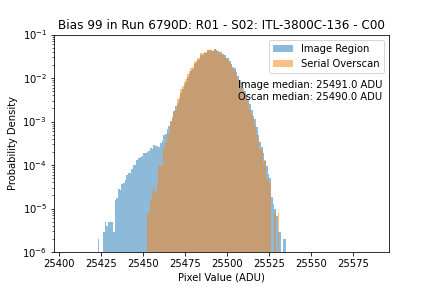 Bias 99 in Run 6790D: R01 - S02: ITL-3800C-136 - C00
Image Region
Serial Overscan
Image median: 25491.0 ADU
Oscan median: 25490.0 ADU
Probability Density
10⁻¹
10⁻²
10⁻³
10⁻⁴
10⁻⁵
10⁻⁶
25400 25425 25450 25475 25500 25525 25550 25575
Pixel Value (ADU)